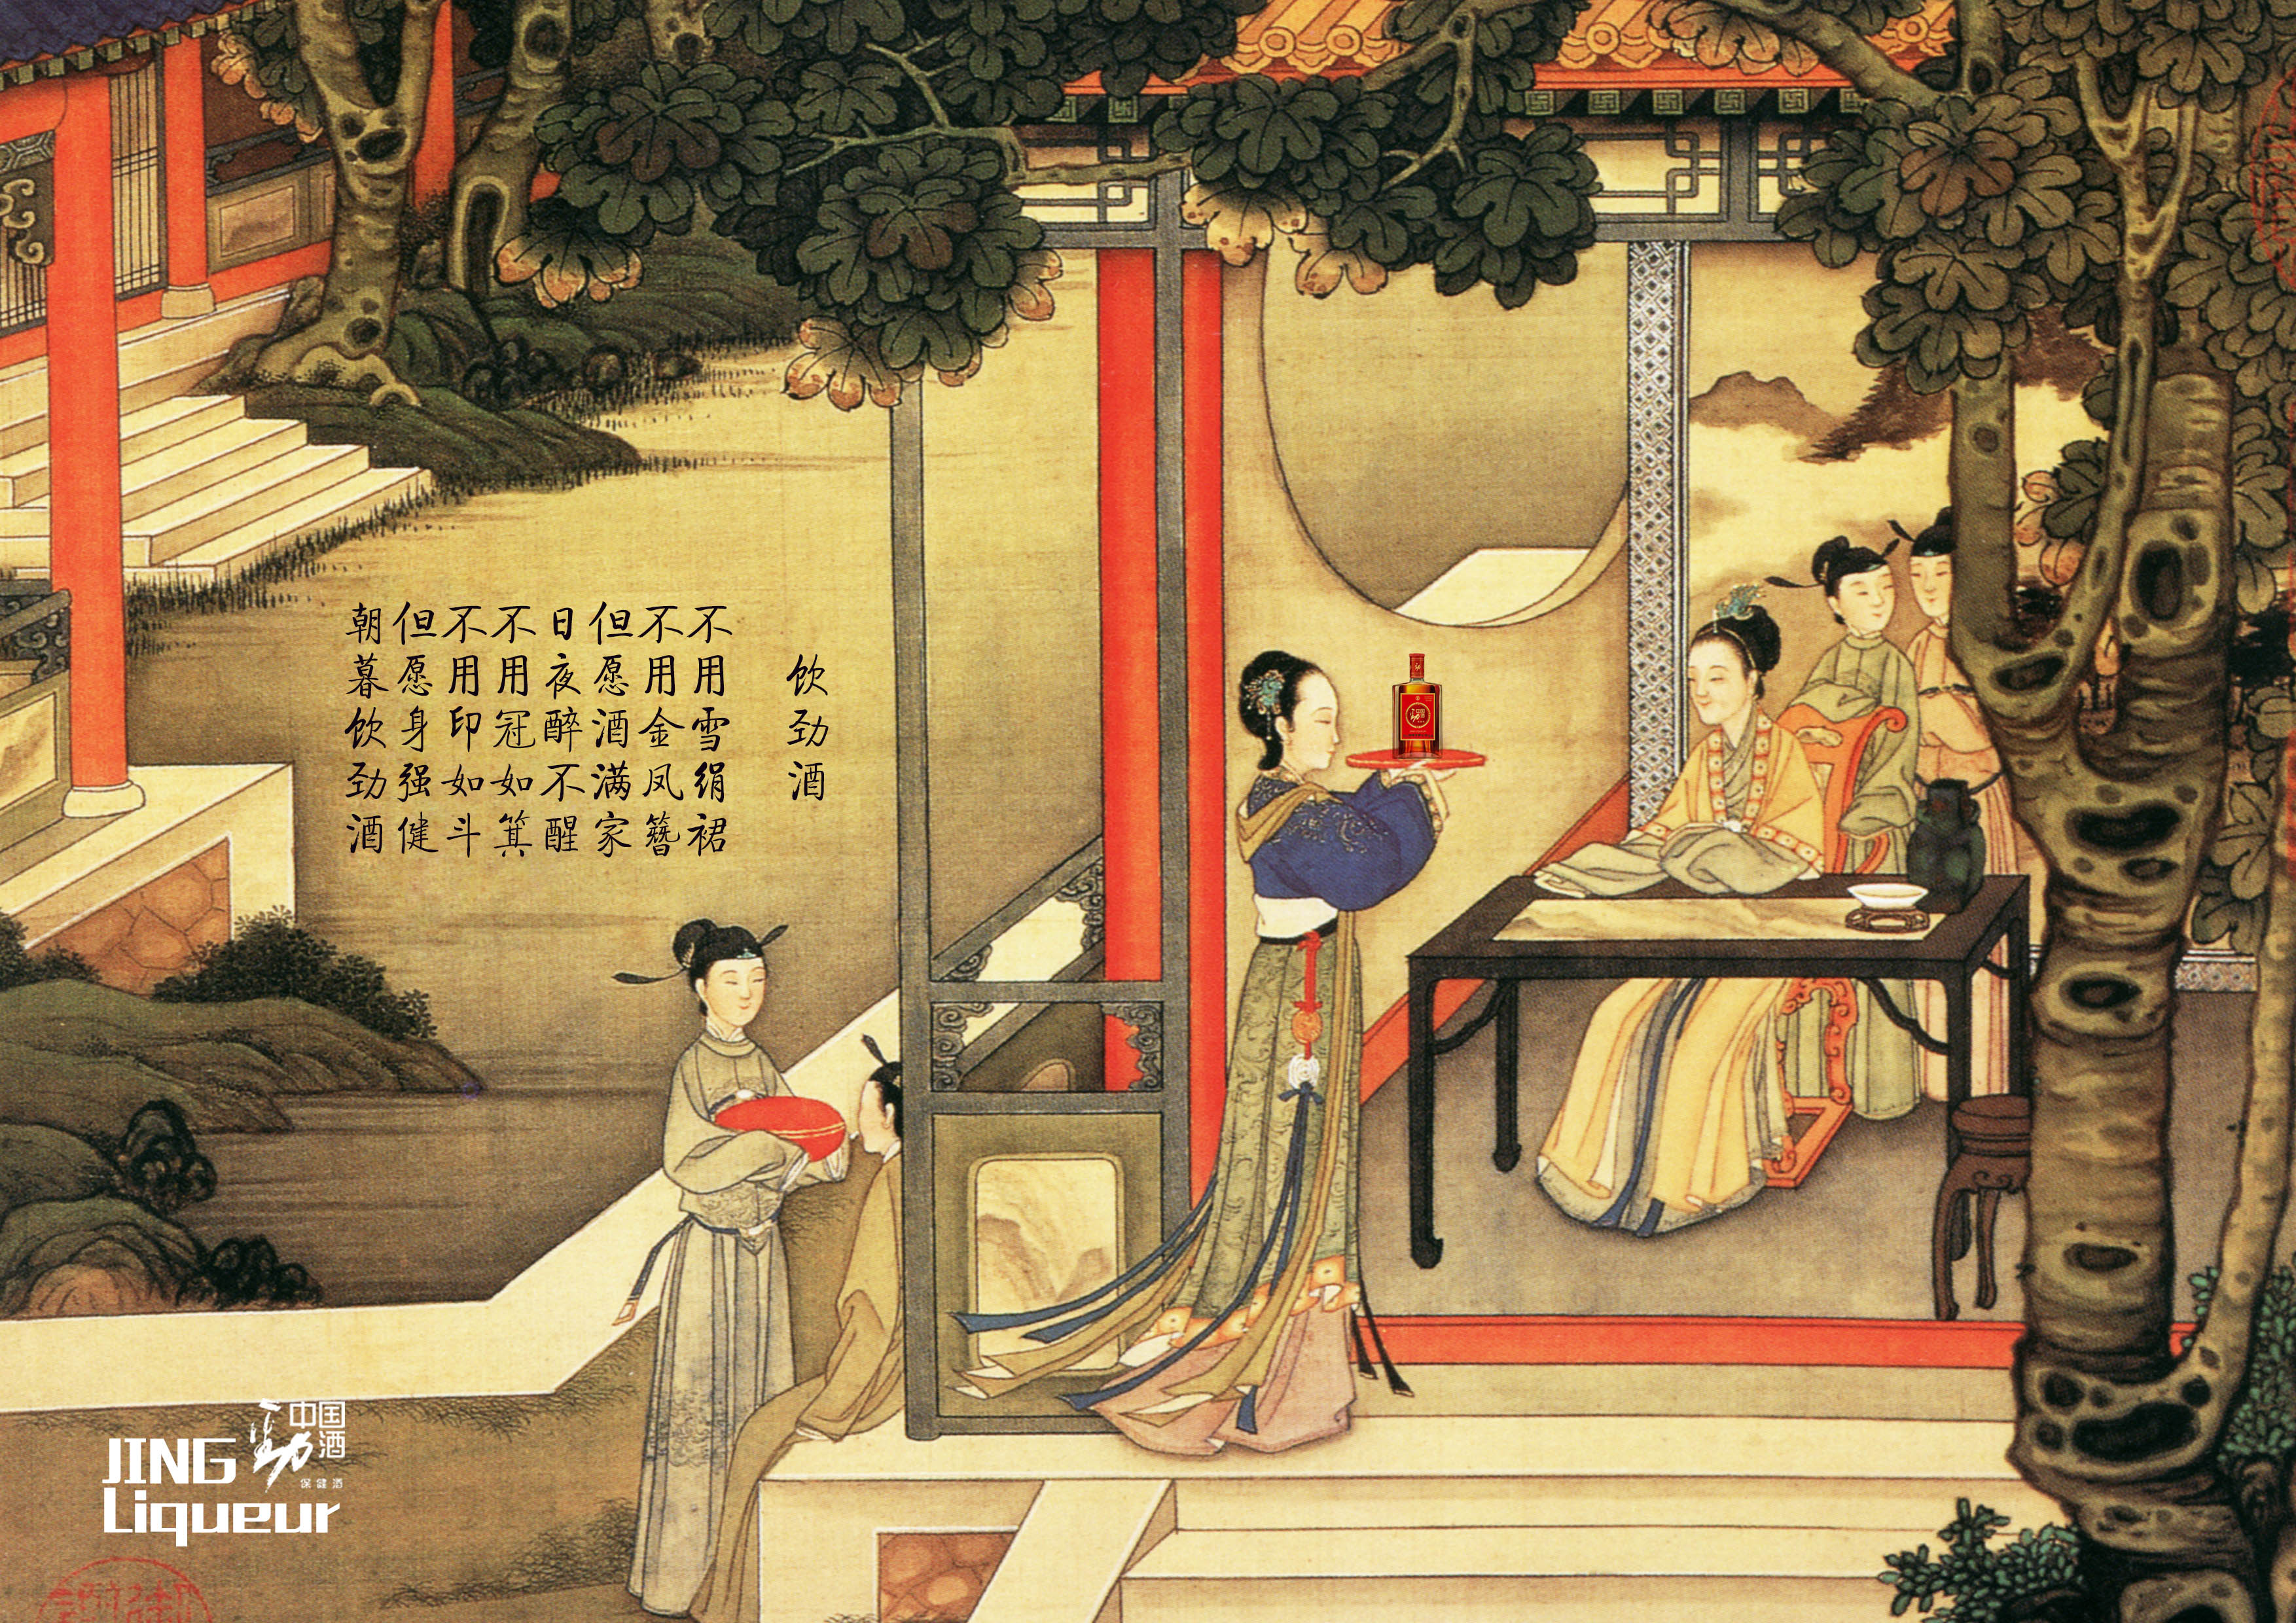 饮劲酒
不用雪绢裙
不用金凤簪
但愿酒满家
日夜醉不醒
不用冠如箕
不用印如斗
但愿身强健
朝暮饮劲酒
中国
劲酒
保健酒
JING
Liqueur